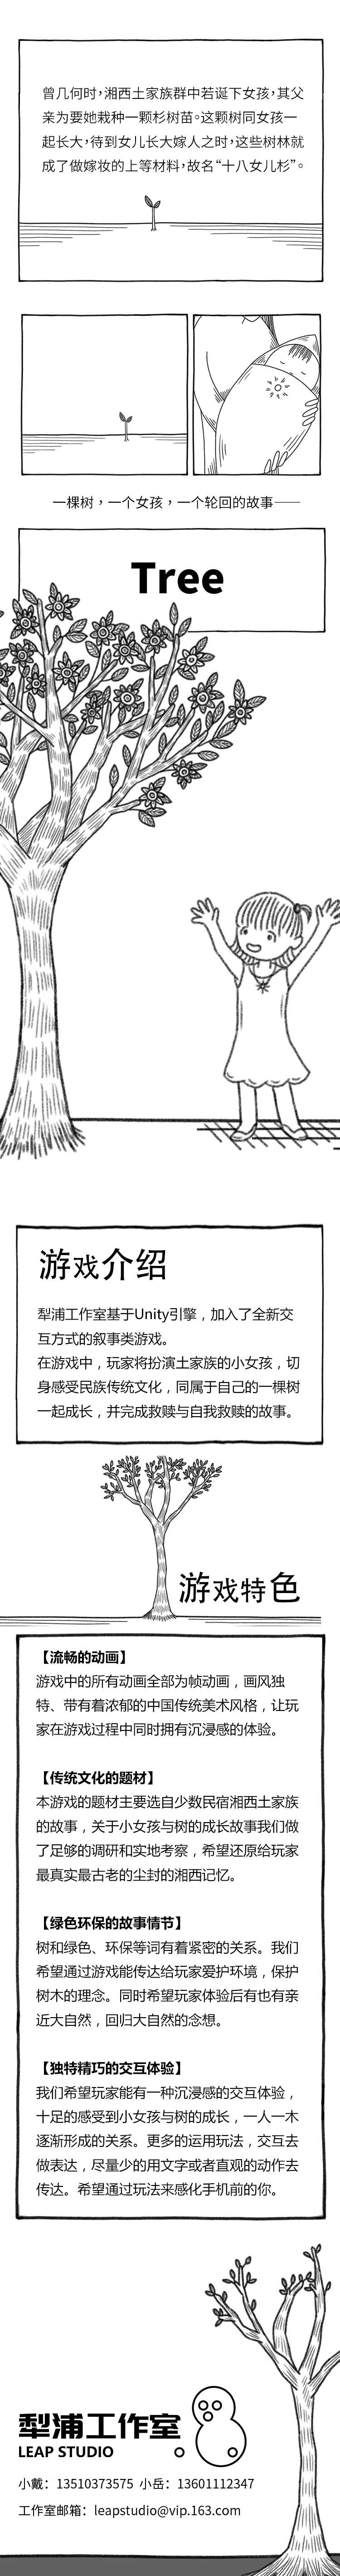 曾几何时，湘西土家族群中若诞下女孩，其父
亲为要她栽种一颗杉树苗。这颗树同女孩一
起长大，待到女儿长大嫁人之时，这些树林就
成了做嫁妆的上等材料，故名“十八女儿杉”。
一棵树，一个女孩，一个轮回的故事——
Tree
游戏介绍
犁浦工作室基于Unity引擎，加入了全新交
互方式的叙事类游戏。
在游戏中，玩家将扮演土家族的小女孩，切
身感受民族传统文化，同属于自己的一棵树
一起成长，并完成救赎与自我救赎的故事。
游戏特色
【流畅的动画】
游戏中的所有动画全部为帧动画，画风独
特、带有着浓郁的中国传统美术风格，让玩
家在游戏过程中同时拥有沉浸感的体验。
【传统文化的题材】
本游戏的题材主要选自少数民宿湘西土家族
的故事，关于小女孩与树的成长故事我们做
了足够的调研和实地考察，希望还原给玩家
最真实最古老的尘封的湘西记忆。
【绿色环保的故事情节】
树和绿色、环保等词有着紧密的关系。我们
希望通过游戏能传达给玩家爱护环境，保护
树木的理念。同时希望玩家体验后有也有亲
近大自然，回归大自然的念想。
【独特精巧的交互体验】
我们希望玩家能有一种沉浸感的交互体验，
十足的感受到小女孩与树的成长，一人一木
逐渐形成的关系。更多的运用玩法，交互去
做表达，尽量少的用文字或者直观的动作去
传达。希望通过玩法来感化手机前的你。
犁浦工作室
LEAP STUDIO
小戴：13510373575 小岳：13601112347
工作室邮箱：leapstudio@vip.163.com